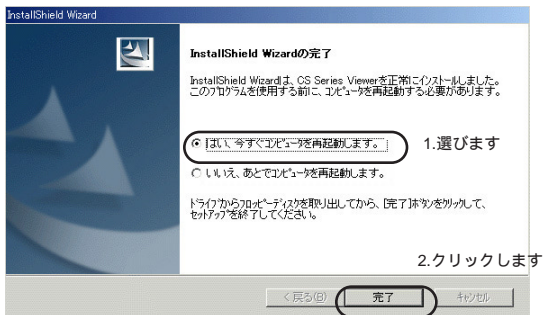 InstallShield Wizard
InstallShield Wizardの完了
InstallShield Wizardは、CS Series Viewerを正常にインストールしました。
このプログラムを使用する前に、コンピュータを再起動する必要があります。
はい、今すぐコンピュータを再起動します。
1.選びます
いいえ、あとでコンピュータを再起動します。
ドライブからフロッピーディスクを取り出してから、[完了]ボタンをクリックして、
セットアップを終了してください。
2.クリックします
< 戻る(B)
完了
キャンセル